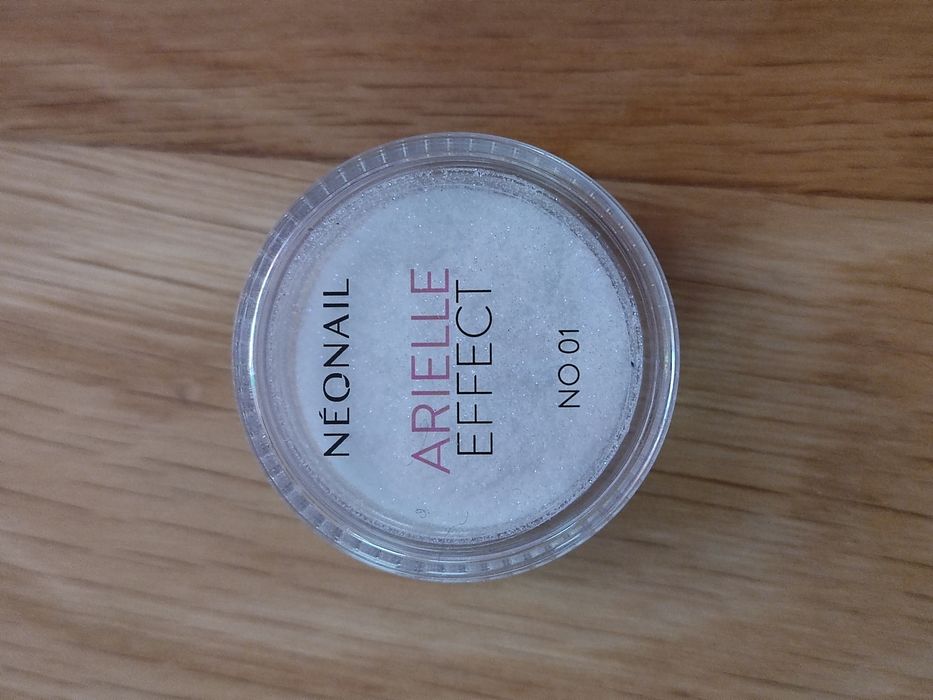 NÉONAIL
ARIELLE
EFFECT
NO 01